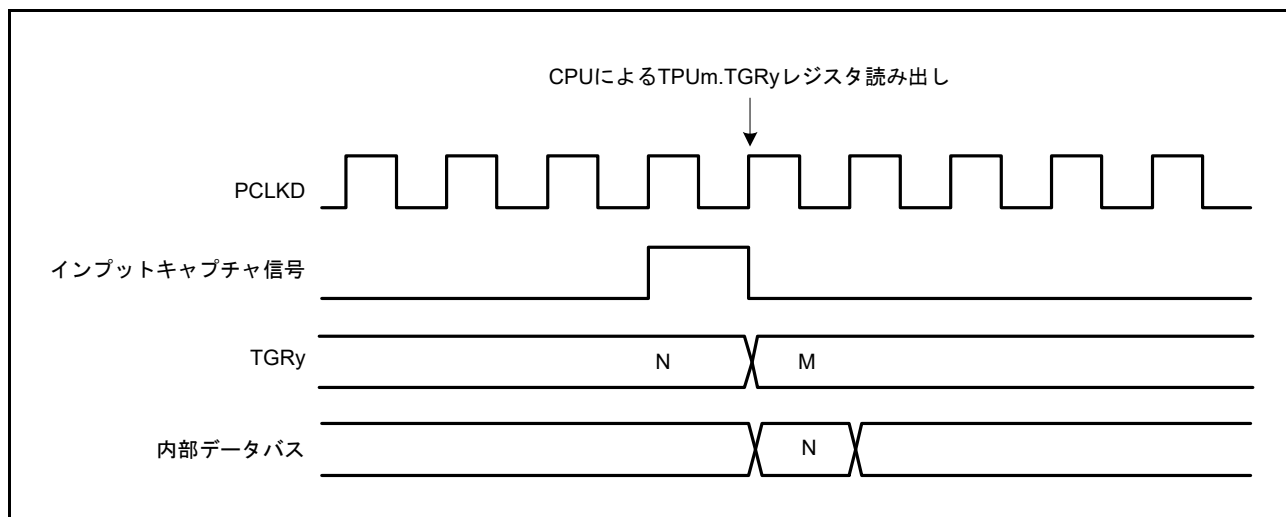 CPUによるTPUm.TGRyレジスタ読み出し
PCLKD
インプットキャプチャ信号
TGRy
N
M
内部データバス
N